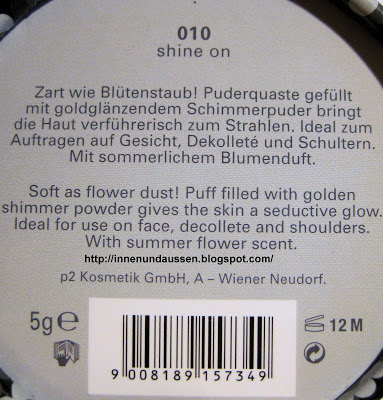 010
shine on
Zart wie Blütenstaub! Puderquaste gefüllt
mit goldglänzendem Schimmerpuder bringt
die Haut verführerisch zum Strahlen. Ideal zum
Auftragen auf Gesicht, Dekolleté und Schultern.
Mit sommerlichem Blumenduft.
Soft as flower dust! Puff filled with golden
shimmer powder gives the skin a seductive glow.
Ideal for use on face, decollete and shoulders.
With summer flower scent.
http://innenundaussen.blogspot.com/
p2 Kosmetik GmbH, A – Wiener Neudorf.
5g e
12 M
9 008189 157349